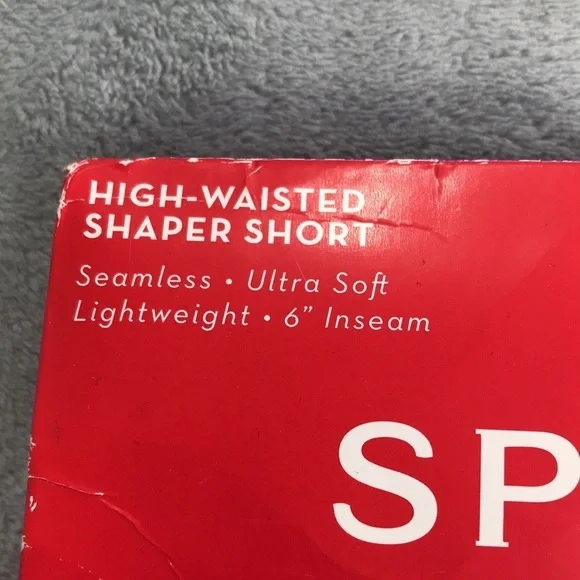 HIGH-WAISTED
SHAPER SHORT
Seamless • Ultra Soft
Lightweight • 6” Inseam
SP